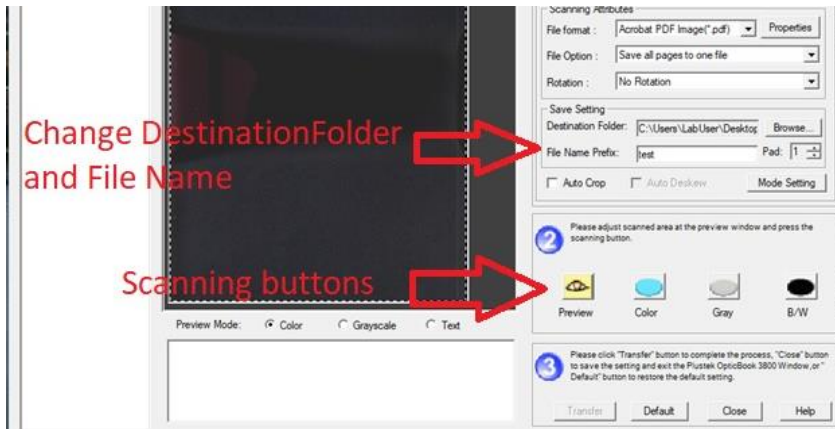 Scanning Attributes
File format : Acrobat PDF Image(*.pdf) Properties
File Option : Save all pages to one file
Rotation : No Rotation
Save Setting
Destination Folder: C:\Users\LabUser\Desktop Browse...
File Name Prefix: test Pad: 1
Auto Crop Auto Deskew Mode Setting
Change DestinationFolder
and File Name
2
Please adjust scanned area at the preview window and press the
scanning button.
Scanning buttons
Preview Color Gray B/W
Preview Mode: Color Grayscale Text
3
Please click "Transfer" button to complete the process, "Close" button
to save the setting and exit the Plustek OpticBook 3800 Window,or "
Default" button to restore the default setting.
Transfer Default Close Help